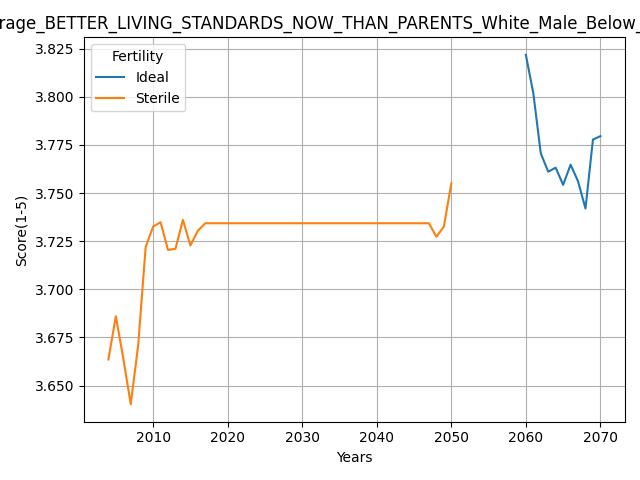 rage_BETTER_LIVING_STANDARDS_NOW_THAN_PARENTS_White_Male_Below_
Fertility
Ideal
Sterile
3.825
3.800
3.775
3.750
3.725
3.700
3.675
3.650
Score(1-5)
2010 2020 2030 2040 2050 2060 2070
Years